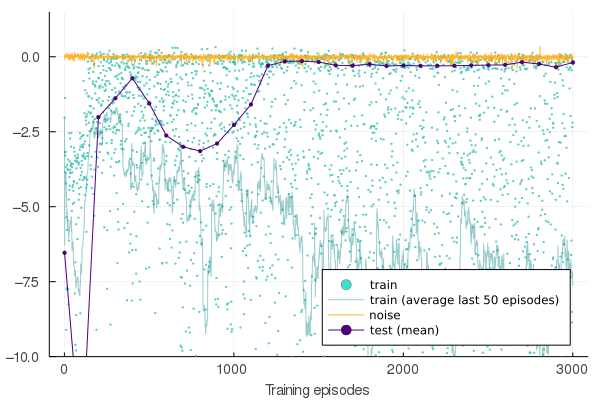 0.0
−2.5
−5.0
−7.5
−10.0
0
1000
2000
3000
Training episodes
train
train (average last 50 episodes)
noise
test (mean)